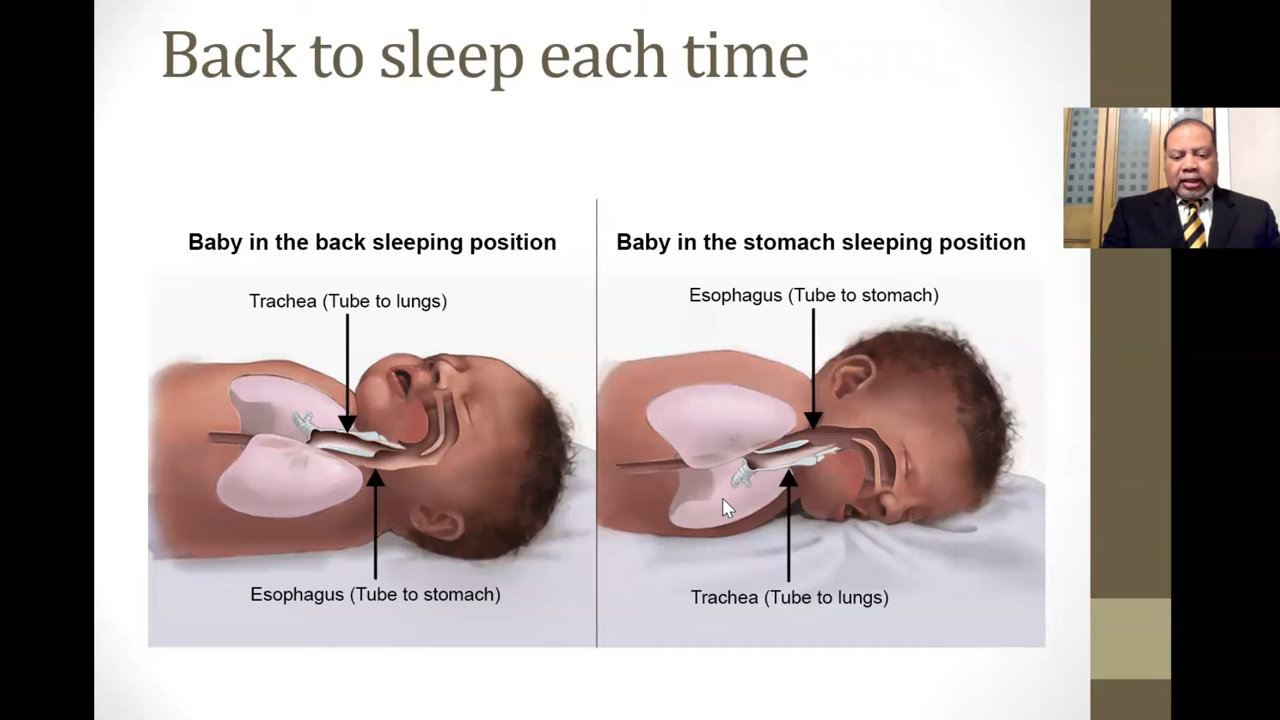 Back to sleep each time
Baby in the back sleeping position
Trachea (Tube to lungs)
Esophagus (Tube to stomach)
Baby in the stomach sleeping position
Esophagus (Tube to stomach)
Trachea (Tube to lungs)